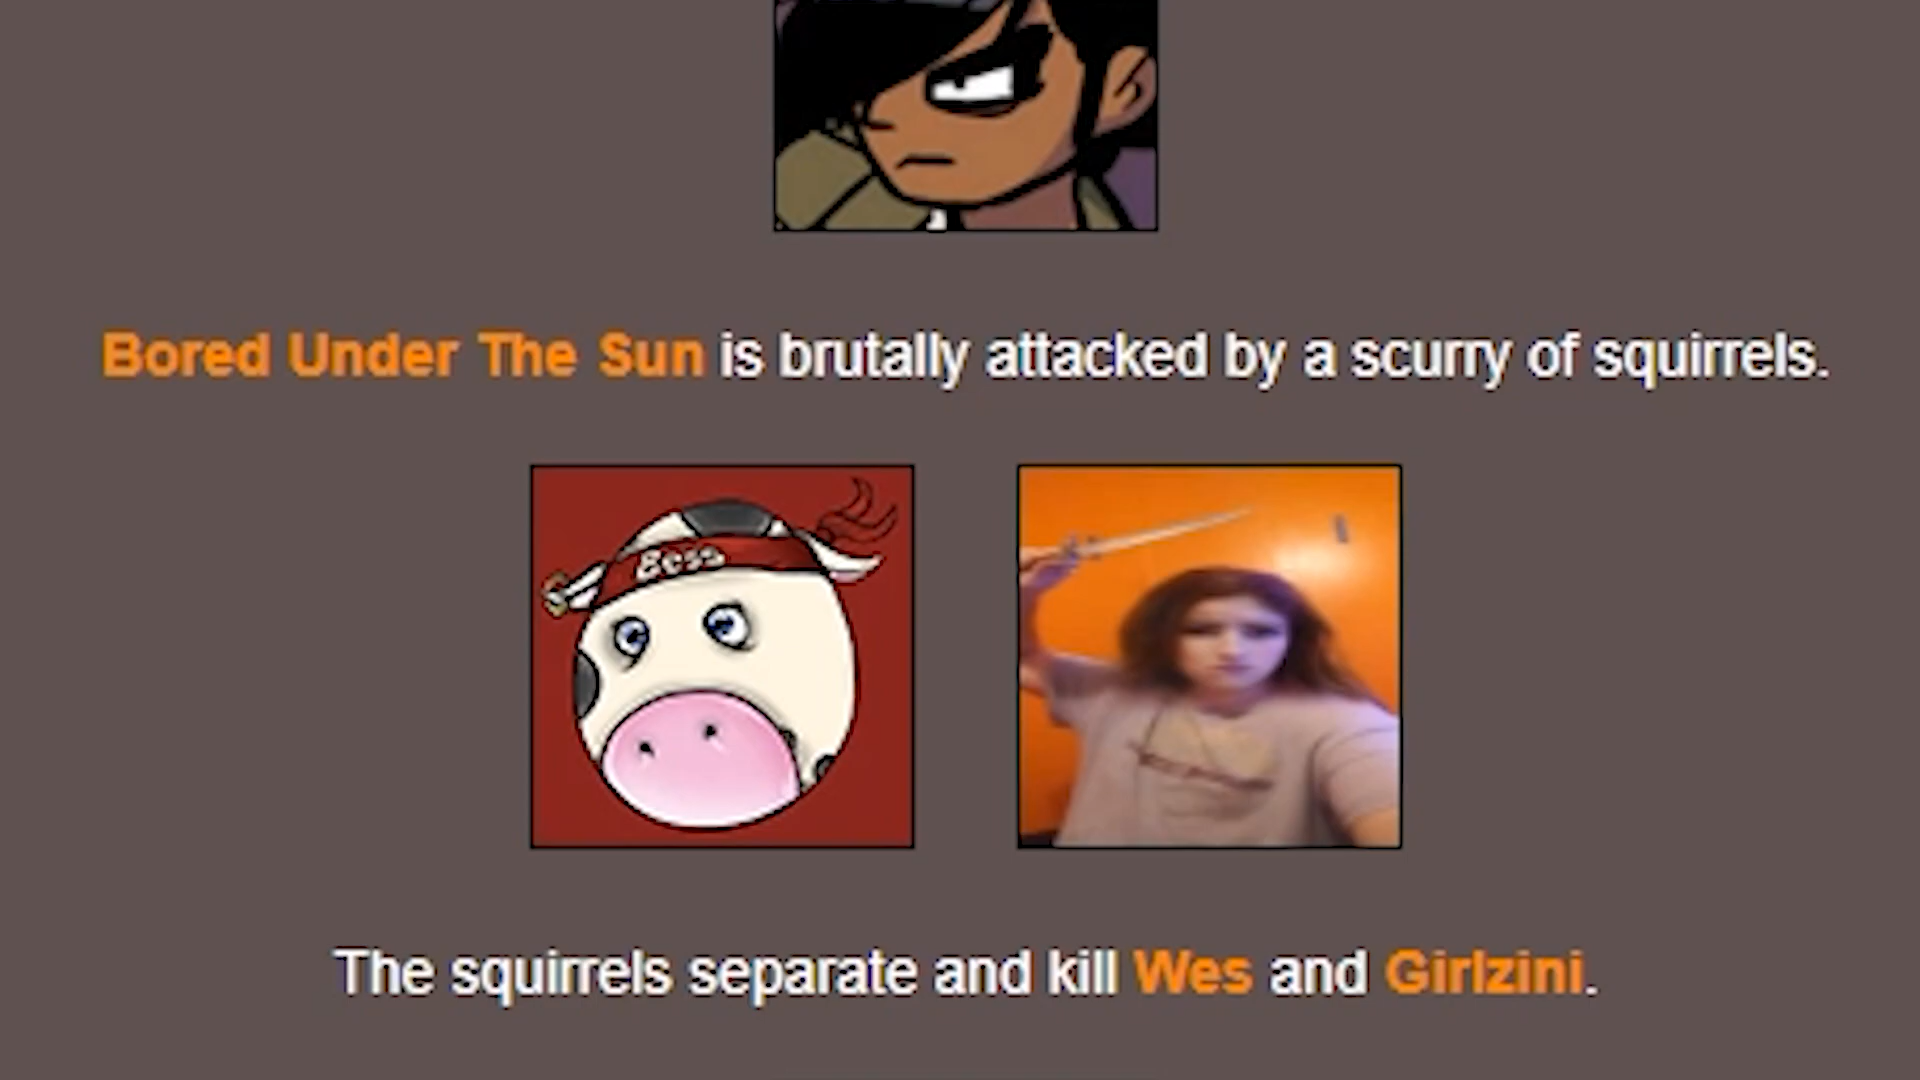 Bored Under The Sun is brutally attacked by a scurry of squirrels.
The squirrels separate and kill Wes and Girlzini.